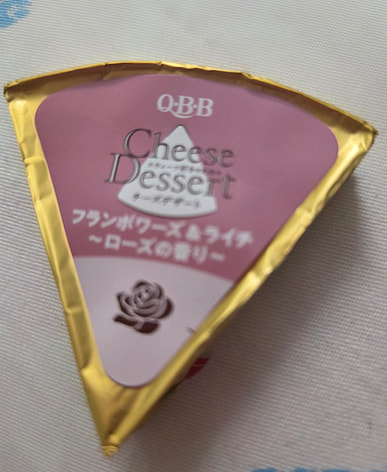 Q・B・B
Cheese
Dessert
チーズデザート
フランボワーズ&ライチ
～ローズの香り～